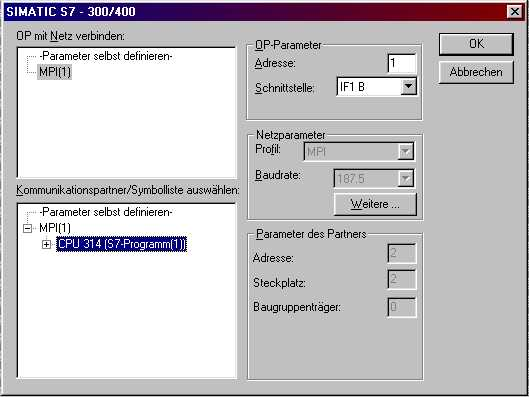 SIMATIC S7 - 300/400
OP mit Netz verbinden:
-Parameter selbst definieren-
MPI(1)
Kommunikationspartner/Symbolliste auswählen:
-Parameter selbst definieren-
MPI(1)
CPU 314 (S7-Programm(1))
OP-Parameter
Adresse: 1
Schnittstelle: IF1 B
Netzparameter
Profil: MPI
Baudrate: 187.5
Weitere ...
Parameter des Partners
Adresse: 2
Steckplatz: 2
Baugruppenträger: 0
OK
Abbrechen